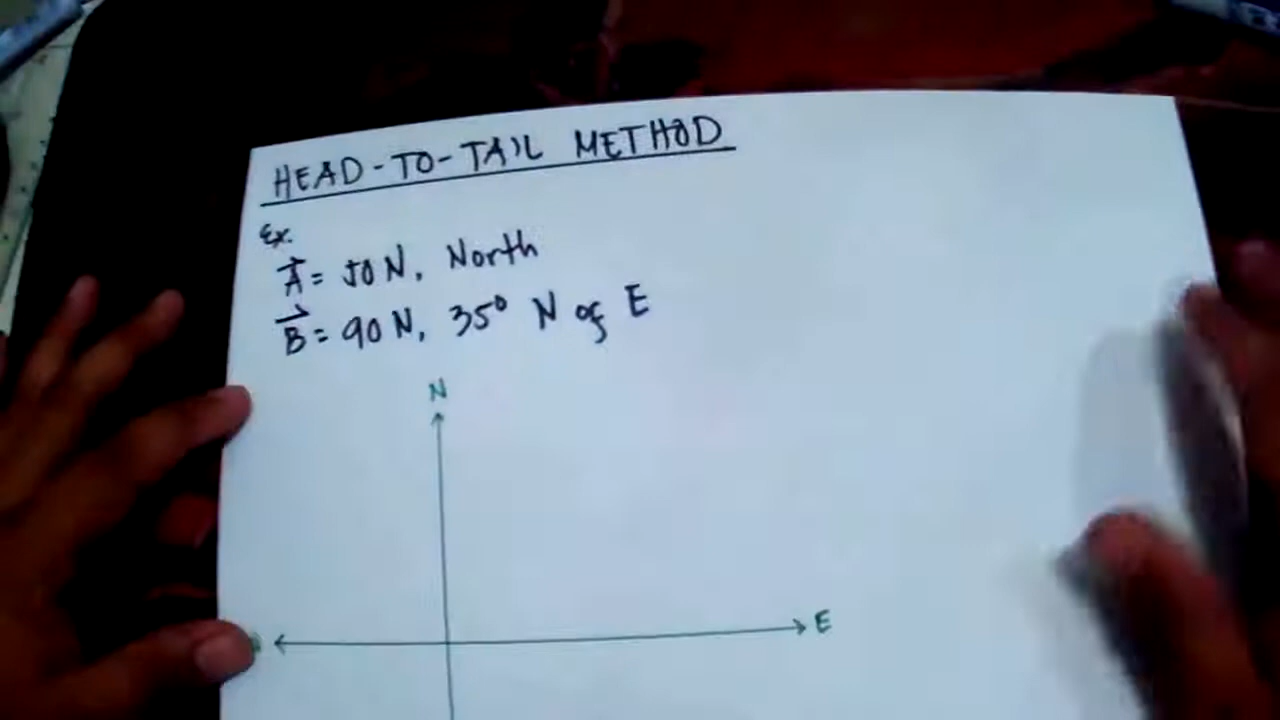 HEAD-TO-TAIL METHOD
Ex.
A = 50 N, North
B = 90 N, 35° N of E
N
E